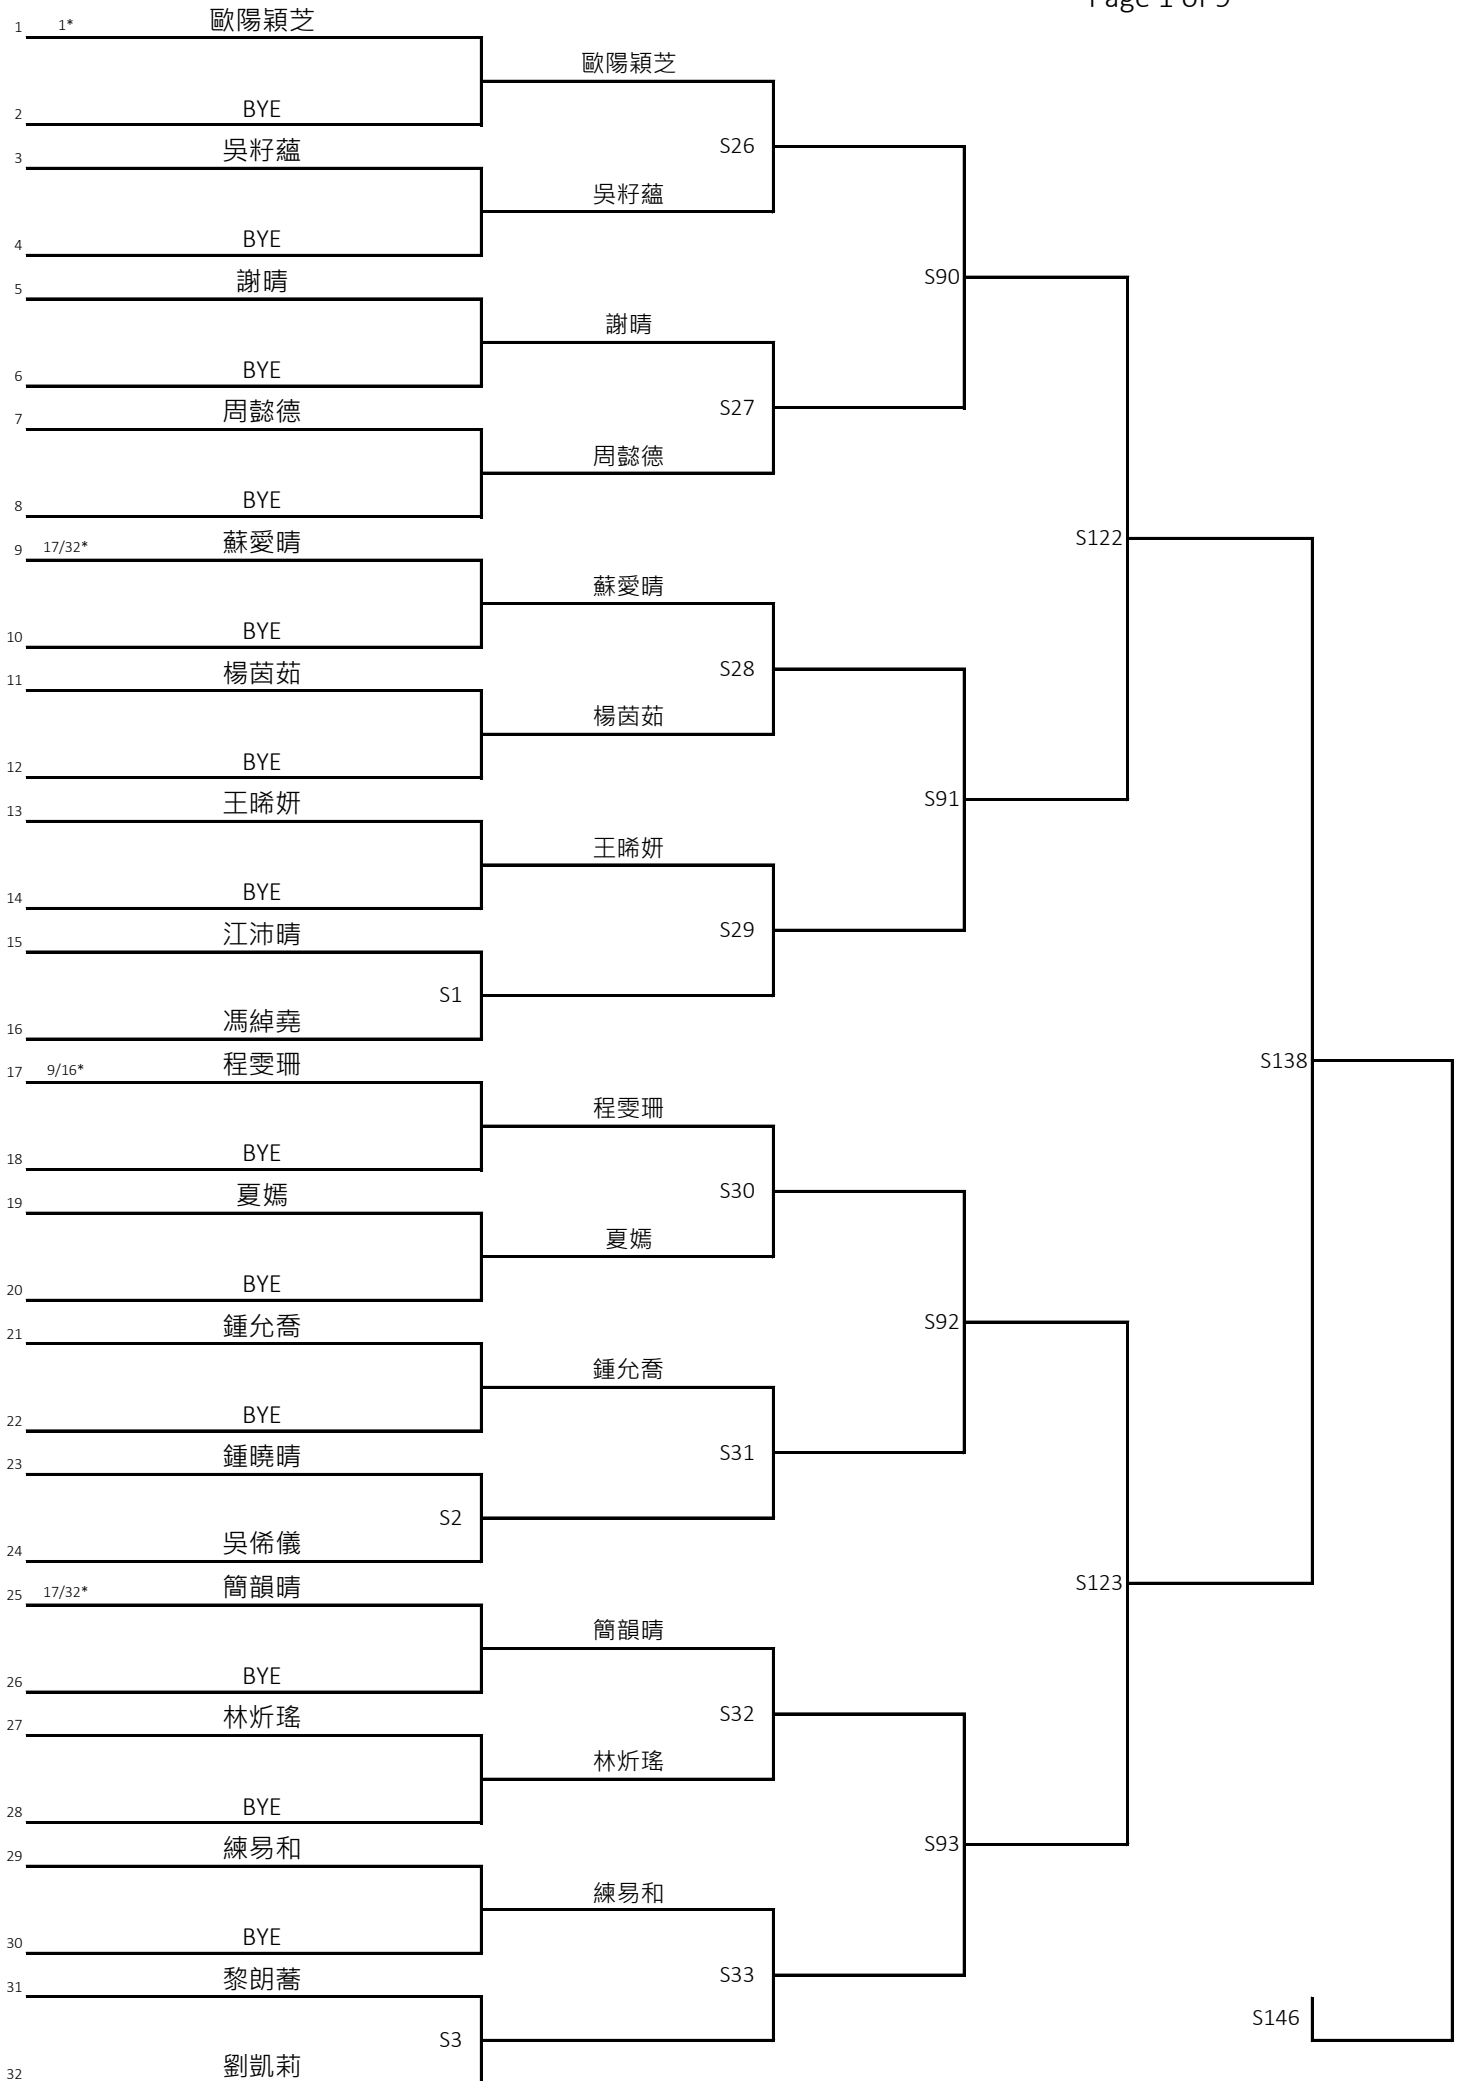 Page 1 of 9
1 1* 歐陽穎芝
歐陽穎芝
2 BYE
S26
3 吳籽蘊
吳籽蘊
4 BYE
S90
5 謝晴
謝晴
6 BYE
S27
7 周懿德
周懿德
8 BYE
S122
9 17/32* 蘇愛晴
蘇愛晴
10 BYE
S28
11 楊茵茹
楊茵茹
12 BYE
S91
13 王晞妍
王晞妍
14 BYE
S29
15 江沛晴
S1
16 馮綽堯
S138
17 9/16* 程雯珊
程雯珊
18 BYE
S30
19 夏嫣
夏嫣
20 BYE
S92
21 鍾允喬
鍾允喬
22 BYE
S31
23 鍾曉晴
S2
24 吳俙儀
S123
25 17/32* 簡韻晴
簡韻晴
26 BYE
S32
27 林炘瑤
林炘瑤
28 BYE
S93
29 練易和
練易和
30 BYE
S33
31 黎朗蕎
S146
S3
32 劉凱莉